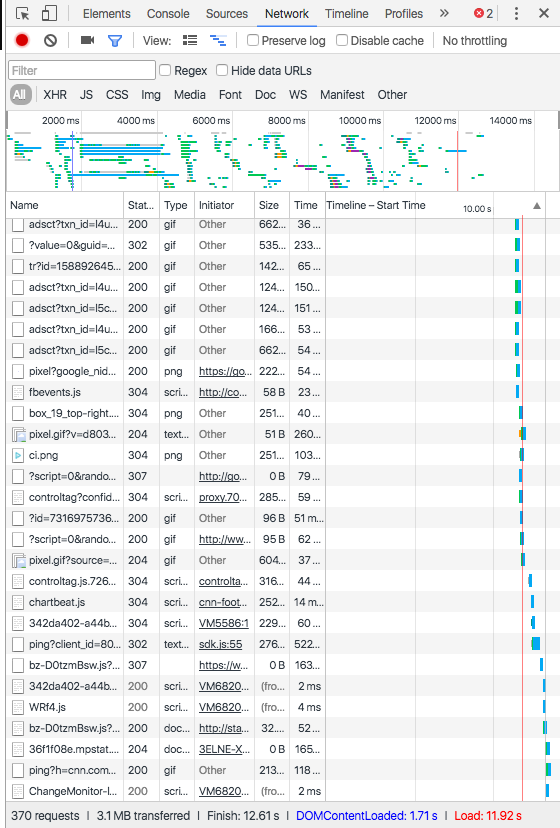 Elements Console Sources Network Timeline Profiles 2
View: Preserve log Disable cache No throttling
Filter Regex Hide data URLs
All XHR JS CSS Img Media Font Doc WS Manifest Other
2000 ms 4000 ms 6000 ms 8000 ms 10000 ms 12000 ms 14000 ms
Name Stat... Type Initiator Size Time Timeline – Start Time 10.00 s
adsct?txn_id=l4u... 200 gif Other 662... 36 ...
?value=0&guid=... 302 gif Other 535... 233...
tr?id=158892645... 200 gif Other 142... 65 ...
adsct?txn_id=l4u... 200 gif Other 124... 150...
adsct?txn_id=l5c... 200 gif Other 124... 151 ...
adsct?txn_id=l4u... 200 gif Other 166... 53 ...
adsct?txn_id=l5c... 200 gif Other 662... 54 ...
pixel?google_nid... 200 png https://go... 222... 54 ...
fbevents.js 304 scri... http://co... 58 B 23 ...
box_19_top-right.... 304 png Other 251... 40 ...
pixel.gif?v=d803... 204 text... Other 51 B 260...
ci.png 304 png Other 251... 103...
?script=0&rando... 307 http://go... 0 B 79 ...
controltag?confid... 304 scri... proxy.70... 285... 59 ...
?id=7316975736... 200 gif Other 96 B 51 m...
?script=0&rando... 200 gif http://ww... 95 B 62 ...
pixel.gif?source=... 204 gif Other 604... 37 ...
controltag.js.726... 304 scri... controlta... 316... 44 ...
chartbeat.js 304 scri... cnn-foot... 252... 14 m...
342da402-a44b... 304 scri... VM5586:1 229... 60 ...
ping?client_id=80... 302 text... sdk.js:55 276... 522...
bz-D0tzmBsw.js?... 307 https://w... 0 B 163...
342da402-a44b... 200 scri... VM6820... (fro... 2 ms
WRf4.js 200 scri... VM6820... (fro... 4 ms
bz-D0tzmBsw.js?... 200 doc... http://sta... 32.... 52 ...
36f1f08e.mpstat.... 204 doc... 3ELNE-X... 0 B 165...
ping?h=cnn.com... 200 gif Other 213... 118 ...
ChangeMonitor-l... 200 scri... VM6820... (fro... 2 ms
370 requests | 3.1 MB transferred | Finish: 12.61 s | DOMContentLoaded: 1.71 s | Load: 11.92 s